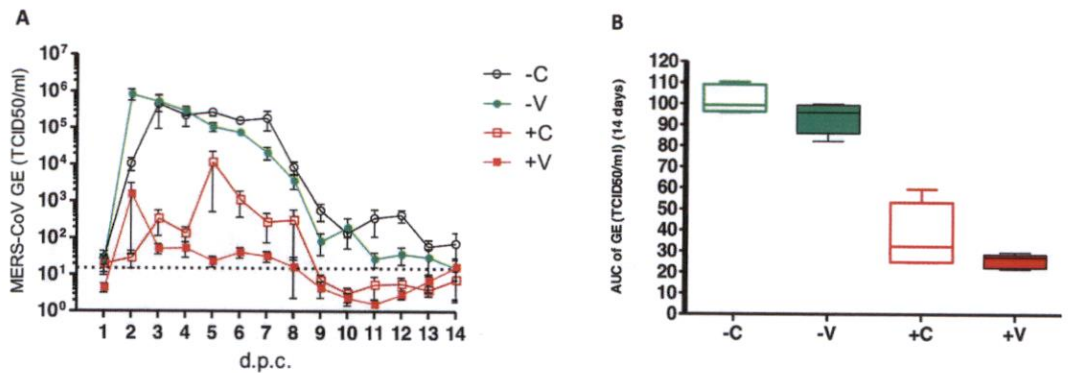 A
MERS-CoV GE (TCID50/ml)
10⁷
10⁶
10⁵
10⁴
10³
10²
10¹
10⁰
1 2 3 4 5 6 7 8 9 10 11 12 13 14
d.p.c.
-C
-V
+C
+V
B
AUC of GE (TCID50/ml) (14 days)
120
110
100
90
80
70
60
50
40
30
20
10
0
-C -V +C +V